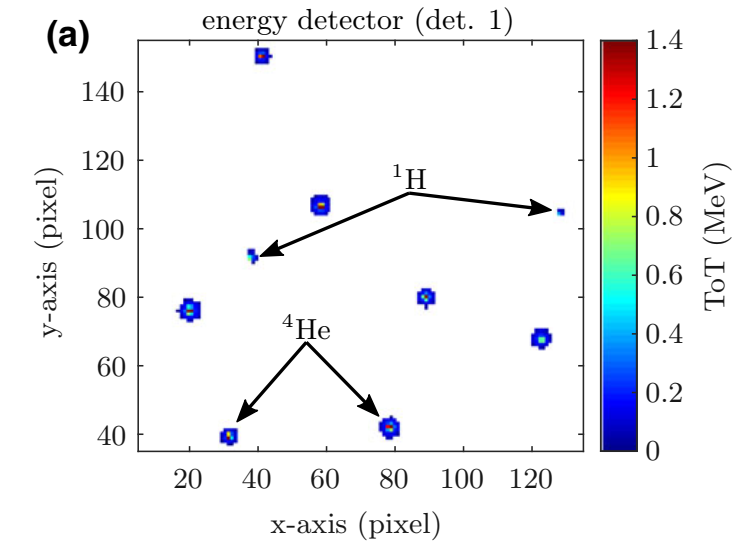 (a)
energy detector (det. 1)
140
120
100
80
60
40
y-axis (pixel)
¹H
⁴He
20 40 60 80 100 120
x-axis (pixel)
1.4
1.2
1
0.8
0.6
0.4
0.2
0
ToT (MeV)